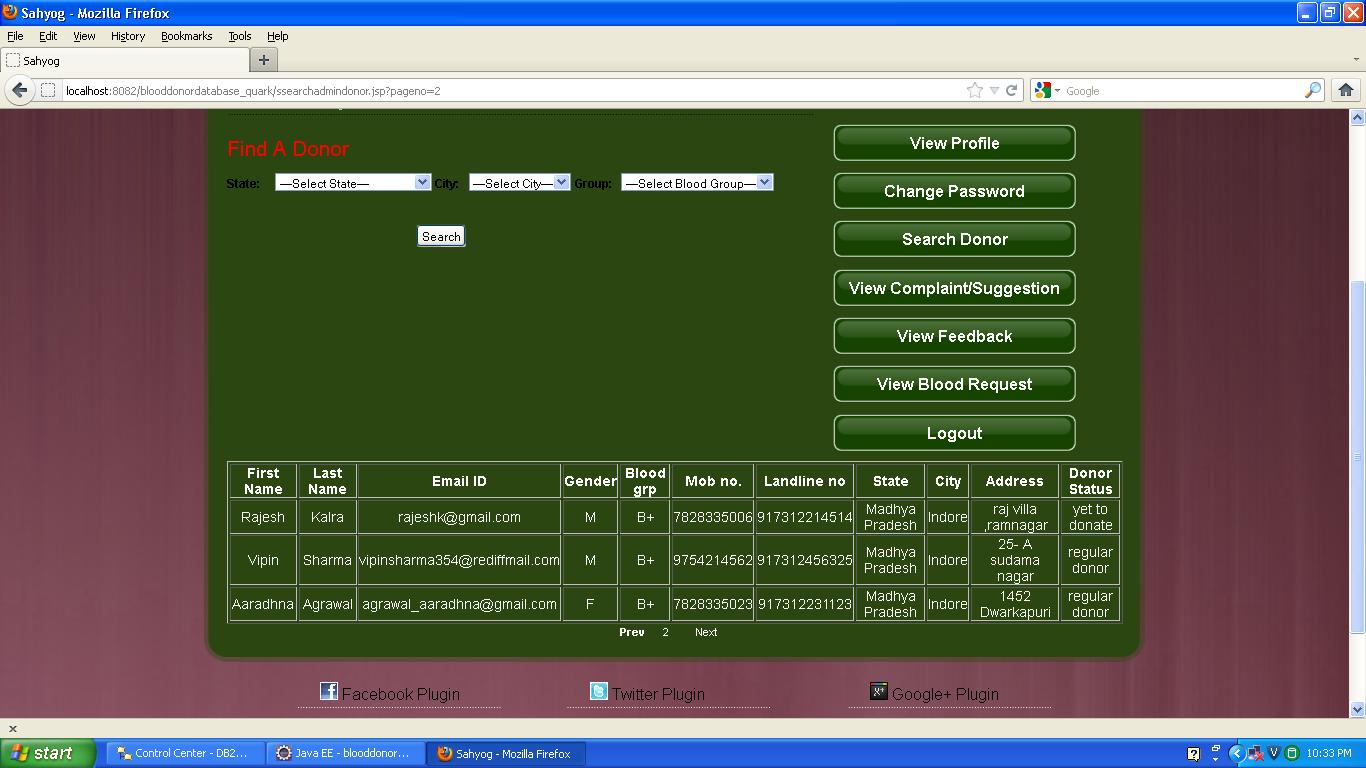 Sahyog - Mozilla Firefox
File Edit View History Bookmarks Tools Help
Sahyog
localhost:8082/blooddonordatabase_quark/ssearchadmindonor.jsp?pageno=2
Google
View Profile
Find A Donor
State: —Select State— City: —Select City— Group: —Select Blood Group—
Change Password
Search
Search Donor
View Complaint/Suggestion
View Feedback
View Blood Request
Logout
First Name Last Name Email ID Gender Blood grp Mob no. Landline no State City Address Donor Status
Rajesh Kalra rajeshk@gmail.com M B+ 7828335006 917312214514 Madhya Pradesh Indore raj villa ,ramnagar yet to donate
Vipin Sharma vipinsharma354@rediffmail.com M B+ 9754214562 917312456325 Madhya Pradesh Indore 25- A sudama nagar regular donor
Aaradhna Agrawal agrawal_aaradhna@gmail.com F B+ 7828335023 917312231123 Madhya Pradesh Indore 1452 Dwarkapuri regular donor
Prev 2 Next
Facebook Plugin Twitter Plugin Google+ Plugin
start Control Center - DB2... Java EE - blooddonor... Sahyog - Mozilla Firefox 10:33 PM